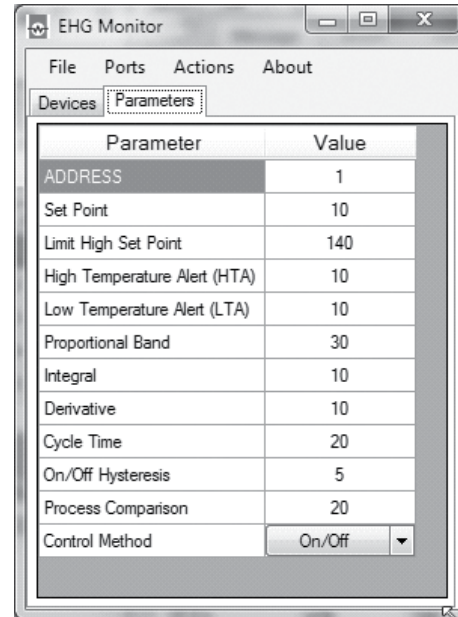 EHG Monitor
File Ports Actions About
Devices Parameters
Parameter Value
ADDRESS 1
Set Point 10
Limit High Set Point 140
High Temperature Alert (HTA) 10
Low Temperature Alert (LTA) 10
Proportional Band 30
Integral 10
Derivative 10
Cycle Time 20
On/Off Hysteresis 5
Process Comparison 20
Control Method On/Off